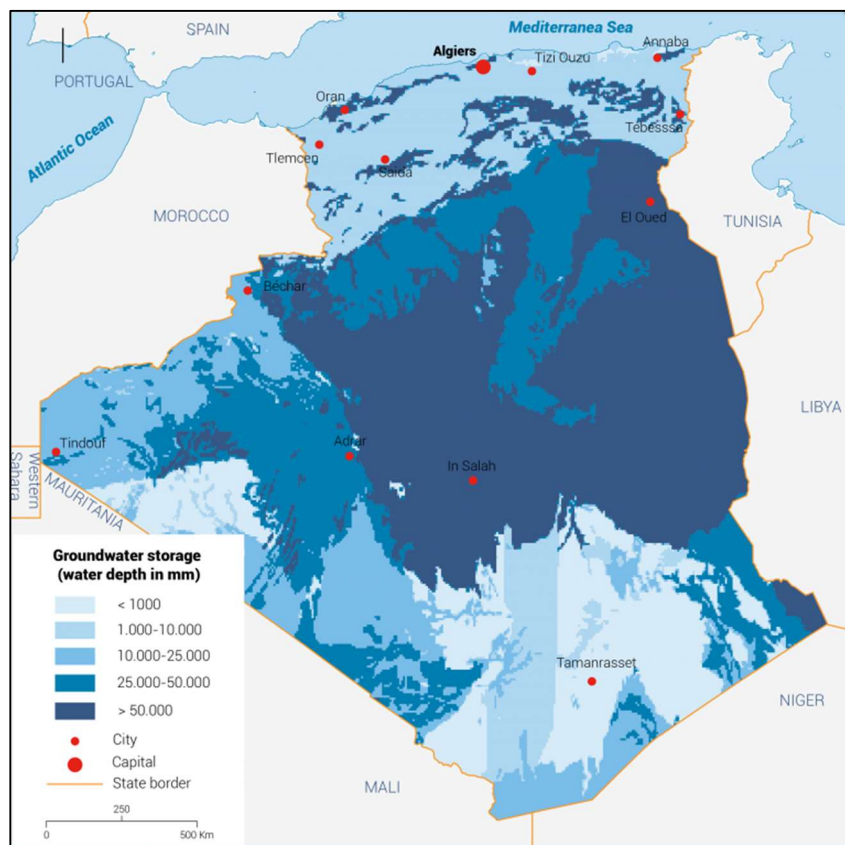 SPAIN
Mediterranean Sea
Algiers
Tizi Ouzu
Annaba
PORTUGAL
Oran
Tebesssa
Atlantic Ocean
Tlemcen
Saida
MOROCCO
El Oued
TUNISIA
Béchar
LIBYA
Tindouf
Adrar
In Salah
Western
Sahara
MAURITANIA
Groundwater storage
(water depth in mm)
< 1000
1.000-10.000
10.000-25.000
25.000-50.000
> 50.000
City
Capital
State border
250
0
500 Km
Tamanrasset
NIGER
MALI